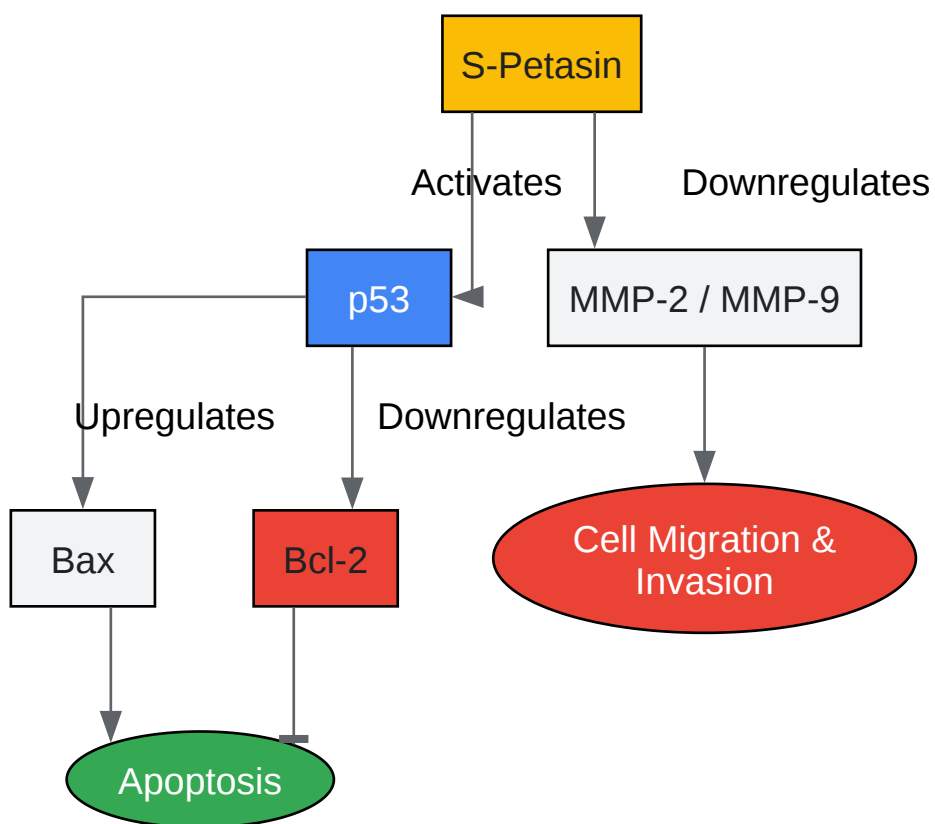 S-Petasin
Activates
Downregulates
p53
MMP-2 / MMP-9
Upregulates
Downregulates
Bax
Bcl-2
Cell Migration &
Invasion
Apoptosis